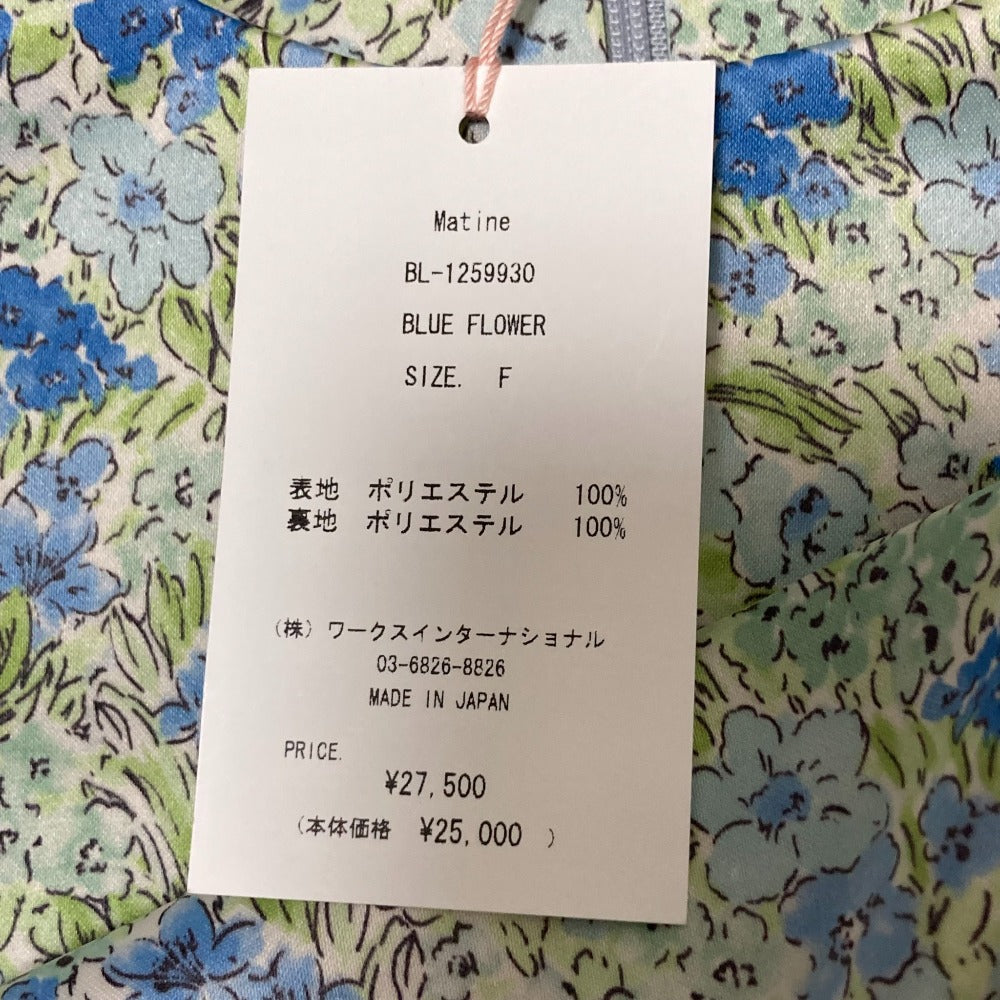 Matine
BL-1259930
BLUE FLOWER
SIZE. F
表地 ポリエステル 100%
裏地 ポリエステル 100%
(株) ワークスインターナショナル
03-6826-8826
MADE IN JAPAN
PRICE.
¥27,500
(本体価格 ¥25,000 )